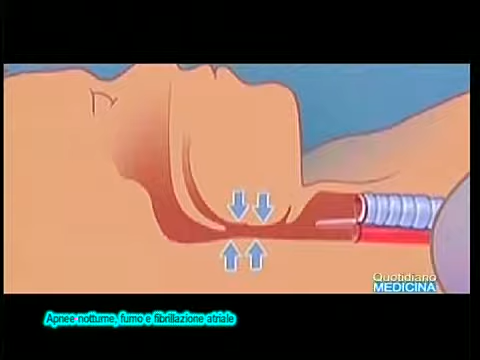 Quotidiano
MEDICINA
Apnee notturne, fumo e fibrillazione atriale